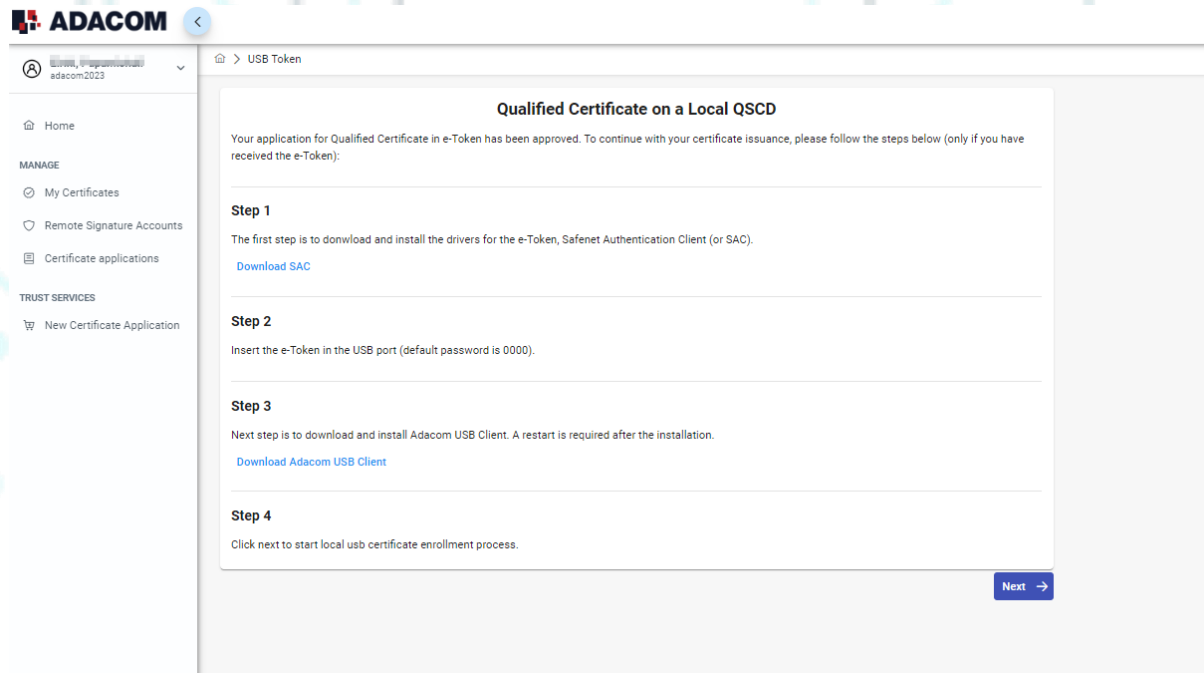 ADACOM
adacom2023
USB Token
Home
MANAGE
My Certificates
Remote Signature Accounts
Certificate applications
TRUST SERVICES
New Certificate Application
Qualified Certificate on a Local QSCD
Your application for Qualified Certificate in e-Token has been approved. To continue with your certificate issuance, please follow the steps below (only if you have
received the e-Token):
Step 1
The first step is to donwload and install the drivers for the e-Token, Safenet Authentication Client (or SAC).
Download SAC
Step 2
Insert the e-Token in the USB port (default password is 0000).
Step 3
Next step is to download and install Adacom USB Client. A restart is required after the installation.
Download Adacom USB Client
Step 4
Click next to start local usb certificate enrollment process.
Next